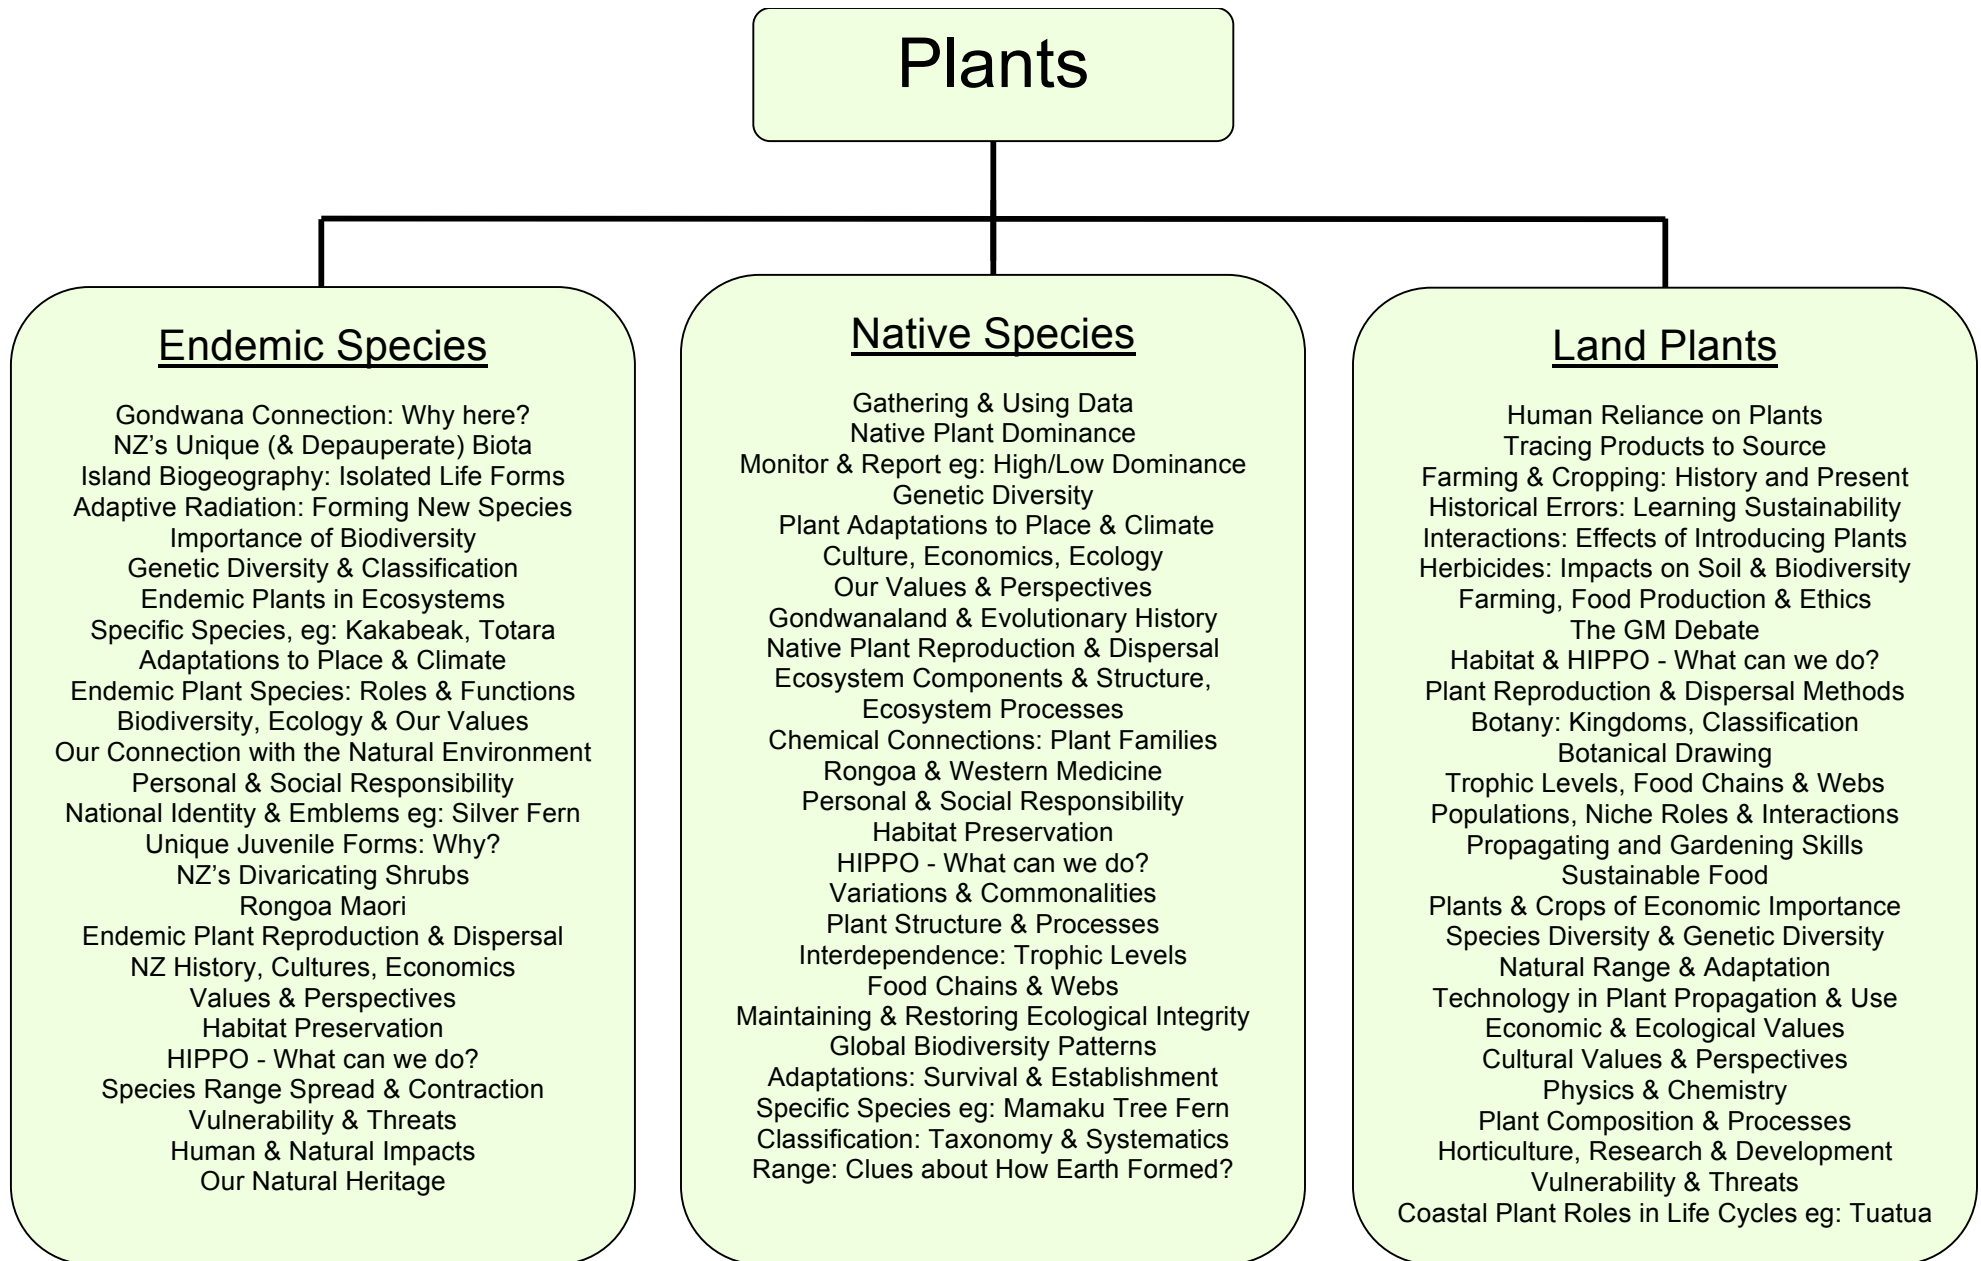 Plants
Endemic Species
Gondwana Connection: Why here?
NZ's Unique (& Depauperate) Biota
Island Biogeography: Isolated Life Forms
Adaptive Radiation: Forming New Species
Importance of Biodiversity
Genetic Diversity & Classification
Endemic Plants in Ecosystems
Specific Species, eg: Kakabeak, Totara
Adaptations to Place & Climate
Endemic Plant Species: Roles & Functions
Biodiversity, Ecology & Our Values
Our Connection with the Natural Environment
Personal & Social Responsibility
National Identity & Emblems eg: Silver Fern
Unique Juvenile Forms: Why?
NZ's Divaricating Shrubs
Rongoa Maori
Endemic Plant Reproduction & Dispersal
NZ History, Cultures, Economics
Values & Perspectives
Habitat Preservation
HIPPO - What can we do?
Species Range Spread & Contraction
Vulnerability & Threats
Human & Natural Impacts
Our Natural Heritage
Native Species
Gathering & Using Data
Native Plant Dominance
Monitor & Report eg: High/Low Dominance
Genetic Diversity
Plant Adaptations to Place & Climate
Culture, Economics, Ecology
Our Values & Perspectives
Gondwanaland & Evolutionary History
Native Plant Reproduction & Dispersal
Ecosystem Components & Structure,
Ecosystem Processes
Chemical Connections: Plant Families
Rongoa & Western Medicine
Personal & Social Responsibility
Habitat Preservation
HIPPO - What can we do?
Variations & Commonalities
Plant Structure & Processes
Interdependence: Trophic Levels
Food Chains & Webs
Maintaining & Restoring Ecological Integrity
Global Biodiversity Patterns
Adaptations: Survival & Establishment
Specific Species eg: Mamaku Tree Fern
Classification: Taxonomy & Systematics
Range: Clues about How Earth Formed?
Land Plants
Human Reliance on Plants
Tracing Products to Source
Farming & Cropping: History and Present
Historical Errors: Learning Sustainability
Interactions: Effects of Introducing Plants
Herbicides: Impacts on Soil & Biodiversity
Farming, Food Production & Ethics
The GM Debate
Habitat & HIPPO - What can we do?
Plant Reproduction & Dispersal Methods
Botany: Kingdoms, Classification
Botanical Drawing
Trophic Levels, Food Chains & Webs
Populations, Niche Roles & Interactions
Propagating and Gardening Skills
Sustainable Food
Plants & Crops of Economic Importance
Species Diversity & Genetic Diversity
Natural Range & Adaptation
Technology in Plant Propagation & Use
Economic & Ecological Values
Cultural Values & Perspectives
Physics & Chemistry
Plant Composition & Processes
Horticulture, Research & Development
Vulnerability & Threats
Coastal Plant Roles in Life Cycles eg: Tuatua